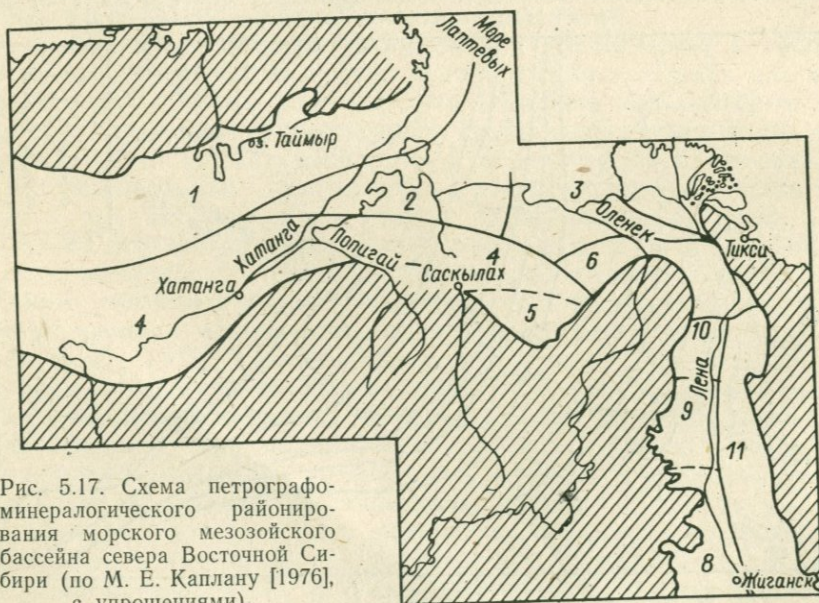 Море
Лаптевых
оз. Таймыр
1
2
3
Оленек
Тикси
Хатанга
Попигай
4
Саскылах
6
Хатанга
5
4
10
Лена
9
11
8
Жиганск
Рис. 5.17. Схема петрографо-
минералогического райониро-
вания морского мезозойского
бассейна севера Восточной Си-
бири (по М. Е. Каплану [1976],
с упрощениями)